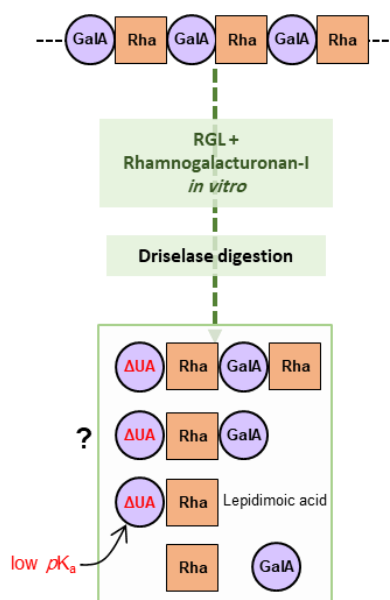 GalA Rha GalA Rha GalA Rha
RGL +
Rhamnogalacturonan-I
in vitro
Driselase digestion
ΔUA Rha GalA Rha
? ΔUA Rha GalA
ΔUA Rha Lepidimoic acid
low pKa Rha GalA